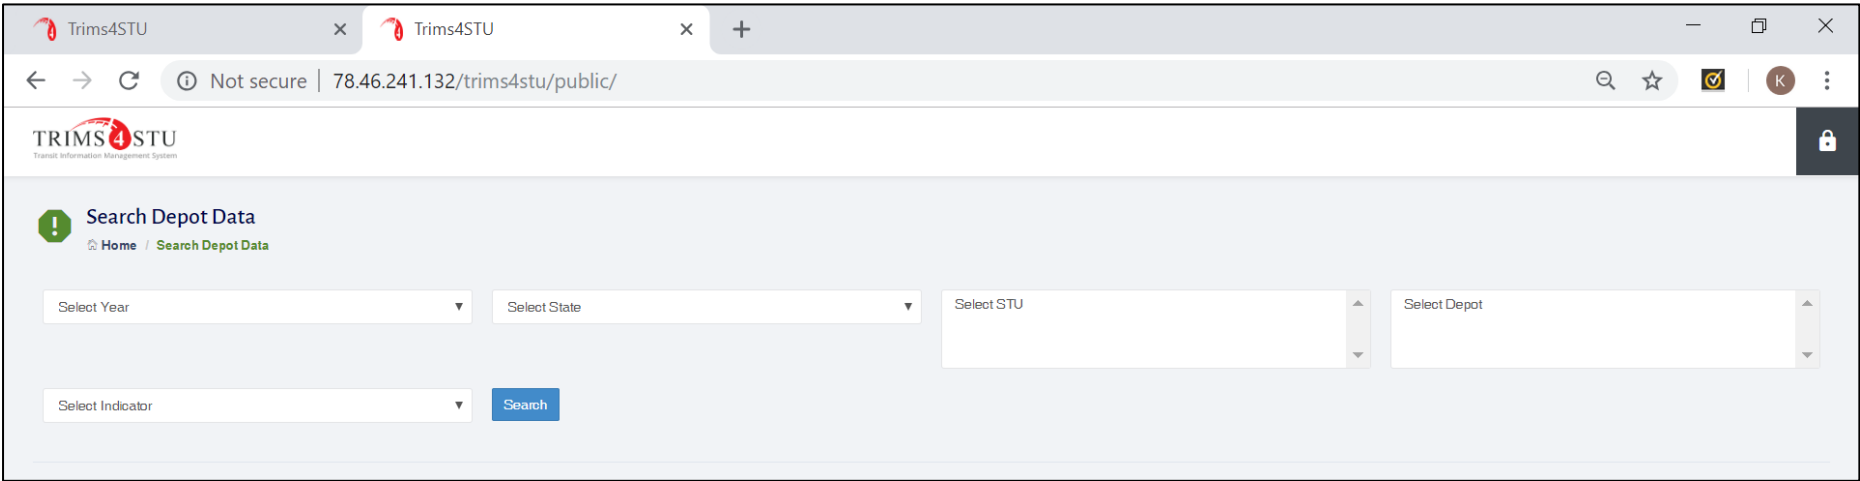 Trims4STU
Trims4STU
Not secure | 78.46.241.132/trims4stu/public/
K
TRIMS4STU
Transit Information Management System
Search Depot Data
Home / Search Depot Data
Select Year
Select State
Select STU
Select Depot
Select Indicator
Search